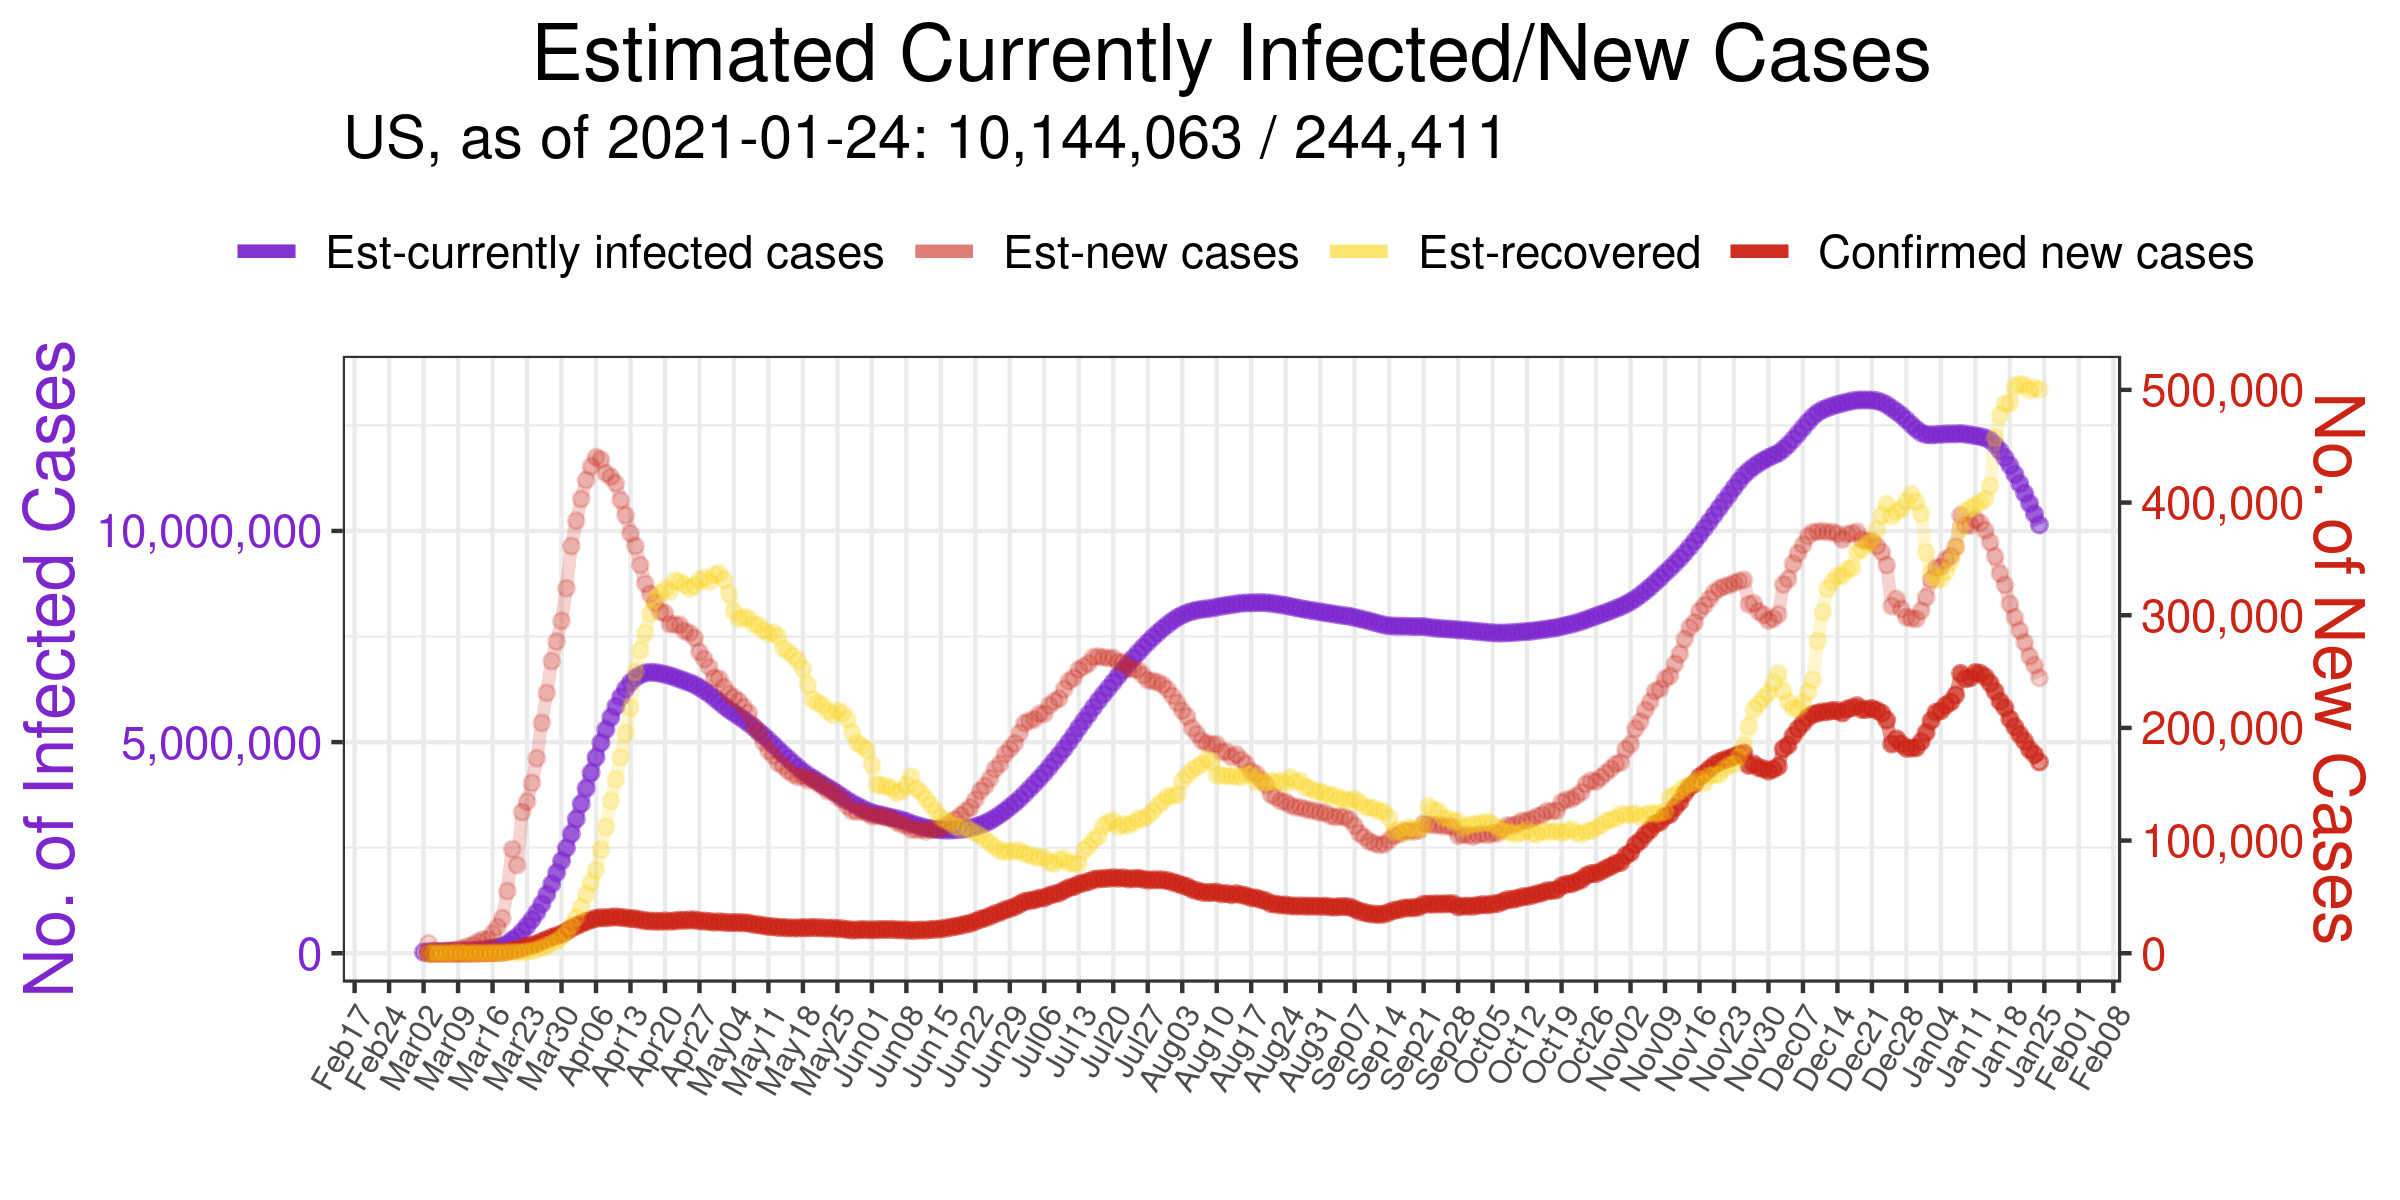 Estimated Currently Infected/New Cases
US, as of 2021-01-24: 10,144,063 / 244,411
Est-currently infected cases Est-new cases Est-recovered Confirmed new cases
No. of Infected Cases
10,000,000
5,000,000
0
500,000
400,000
300,000
200,000
100,000
0
No. of New Cases
Feb17 Feb24 Mar02 Mar09 Mar16 Mar23 Mar30 Apr06 Apr13 Apr20 Apr27 May04 May11 May18 May25 Jun01 Jun08 Jun15 Jun22 Jun29 Jul06 Jul13 Jul20 Jul27 Aug03 Aug10 Aug17 Aug24 Aug31 Sep07 Sep14 Sep21 Sep28 Oct05 Oct12 Oct19 Oct26 Nov02 Nov09 Nov16 Nov23 Nov30 Dec07 Dec14 Dec21 Dec28 Jan04 Jan11 Jan18 Jan25 Feb01 Feb08